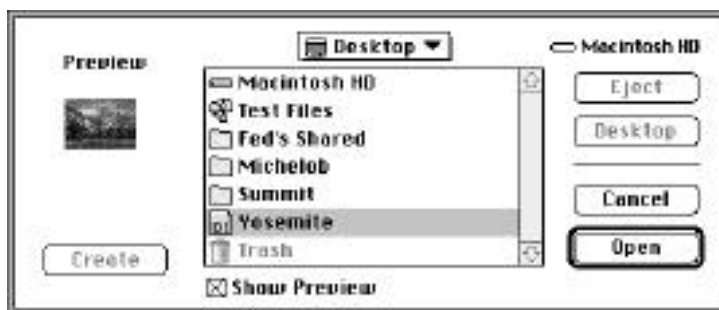 Preview
Create
Desktop
Macintosh HD
Test Files
Fed's Shared
Michelob
Summit
Yosemite
Trash
Show Preview
Macintosh HD
Eject
Desktop
Cancel
Open